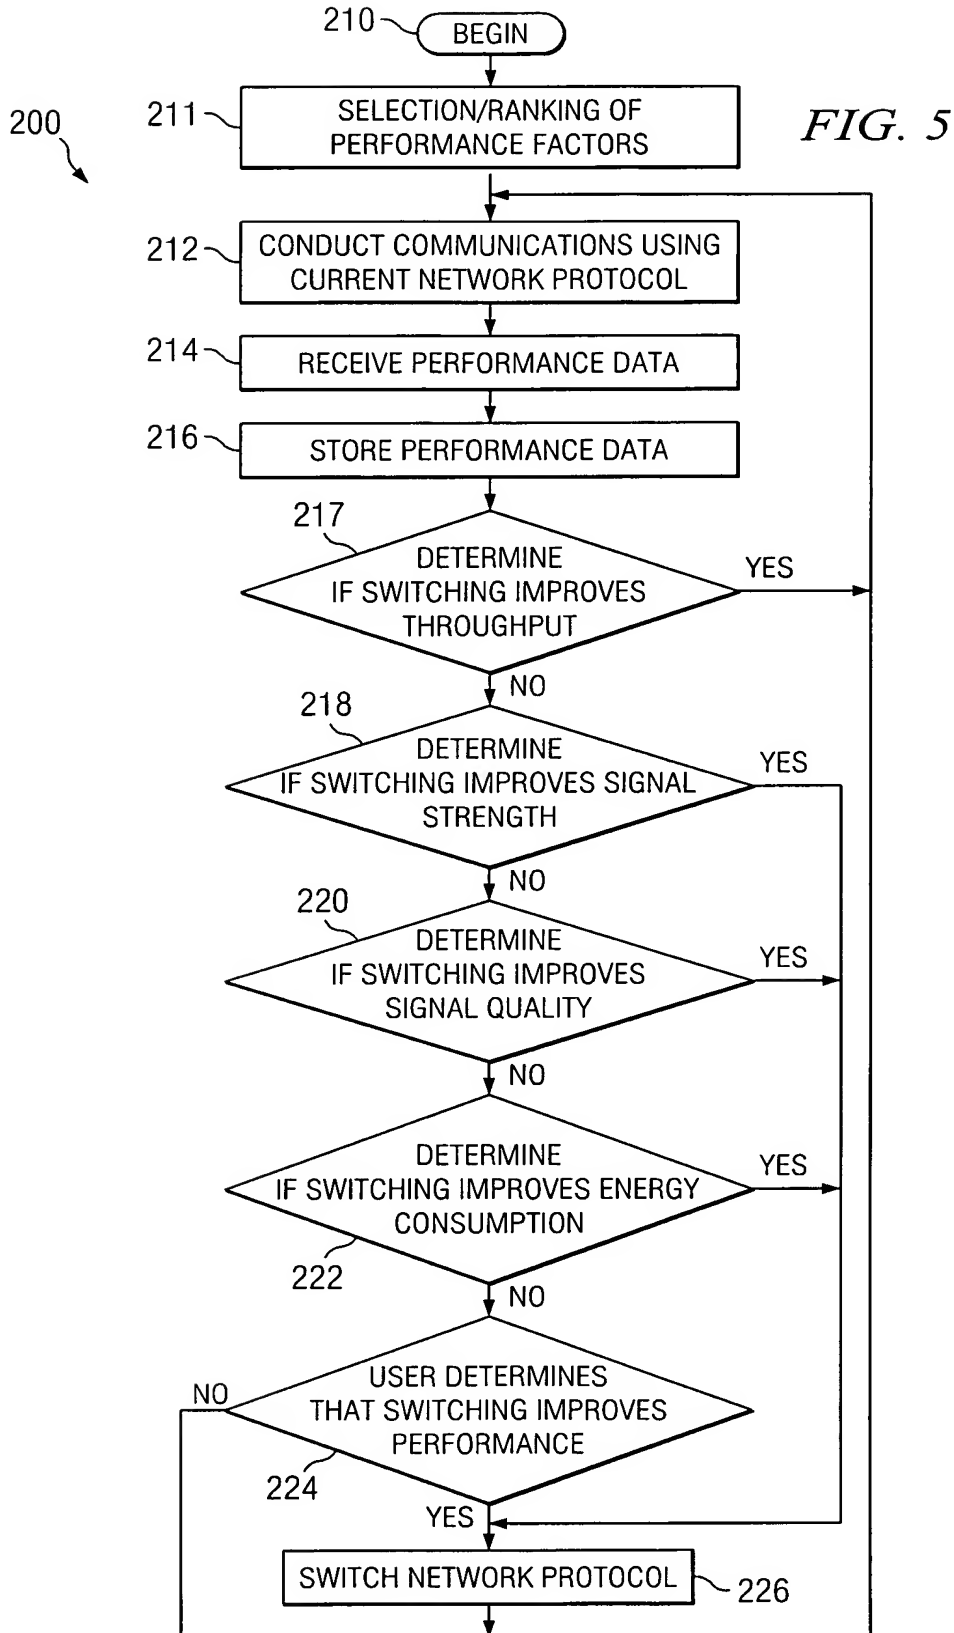 210
BEGIN
200
211
SELECTION/RANKING OF
PERFORMANCE FACTORS
FIG. 5
212
CONDUCT COMMUNICATIONS USING
CURRENT NETWORK PROTOCOL
214
RECEIVE PERFORMANCE DATA
216
STORE PERFORMANCE DATA
217
DETERMINE
IF SWITCHING IMPROVES
THROUGHPUT
YES
NO
218
DETERMINE
IF SWITCHING IMPROVES SIGNAL
STRENGTH
YES
NO
220
DETERMINE
IF SWITCHING IMPROVES
SIGNAL QUALITY
YES
NO
DETERMINE
IF SWITCHING IMPROVES ENERGY
CONSUMPTION
YES
222
NO
USER DETERMINES
THAT SWITCHING IMPROVES
PERFORMANCE
NO
224
YES
SWITCH NETWORK PROTOCOL
226